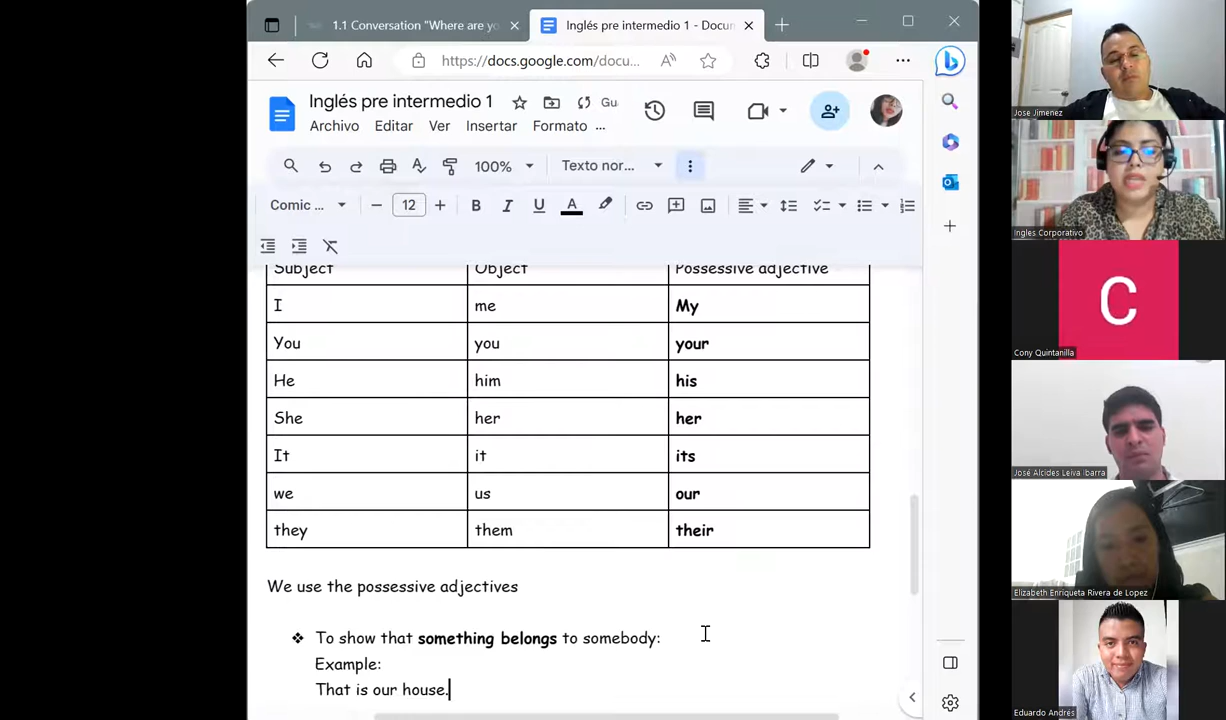 1.1 Conversation "Where are yo
Inglés pre intermedio 1 - Docun
https://docs.google.com/docu...
Inglés pre intermedio 1
Gu
Archivo Editar Ver Insertar Formato ...
100% Texto nor...
Comic ... 12
Subject Object Possessive adjective
I me My
You you your
He him his
She her her
It it its
we us our
they them their
We use the possessive adjectives
❖ To show that something belongs to somebody:
Example:
That is our house.
Jose Jimenez
Ingles Corporativo
C
Cony Quintanilla
José Alcides Leiva Ibarra
Elizabeth Enriqueta Rivera de Lopez
Eduardo Andres